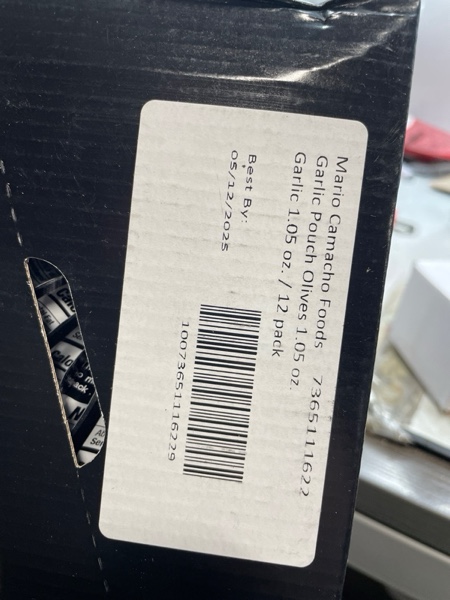 Mario Camacho Foods 7365111622
Garlic Pouch Olives 1.05 oz.
Garlic 1.05 oz. / 12 pack
Best By:
05/12/2025
10073651116229